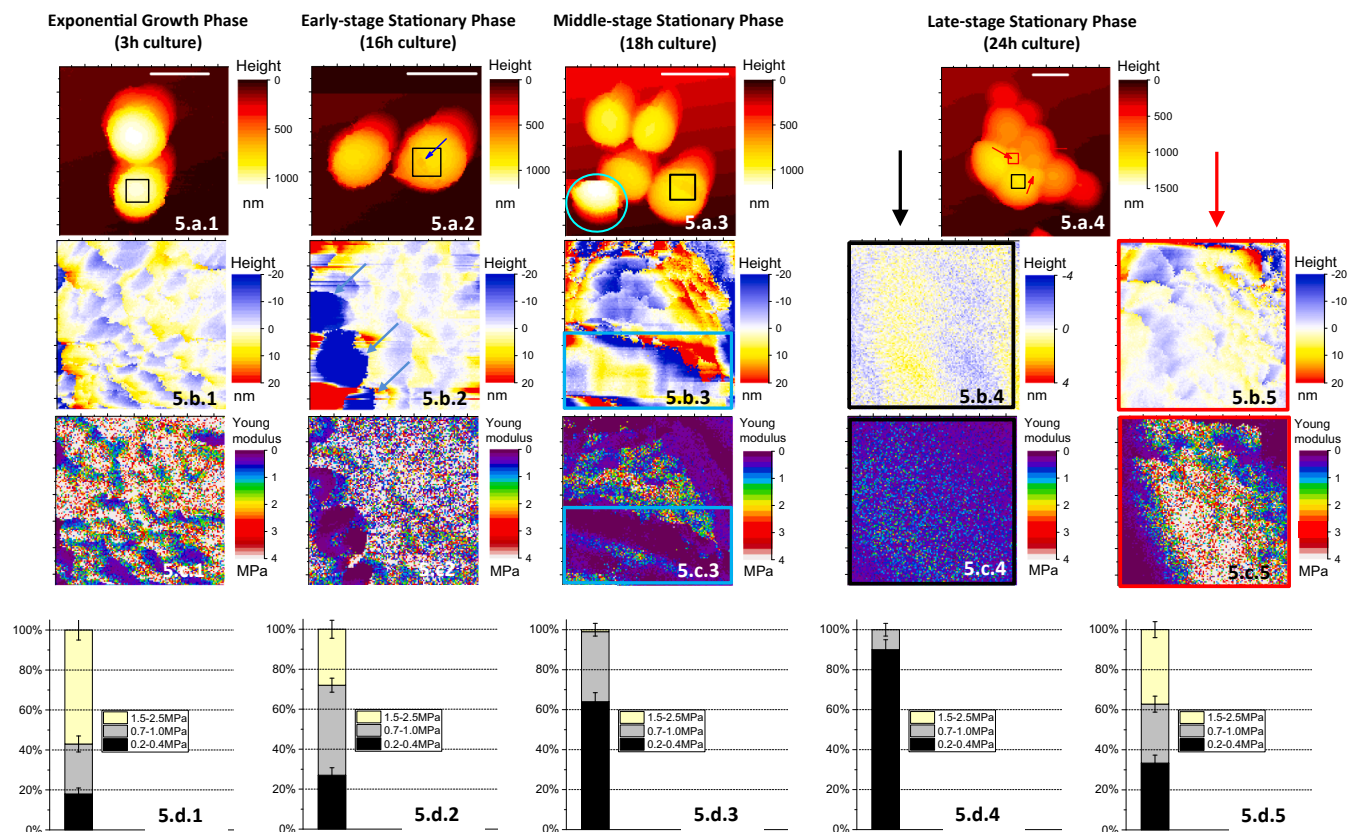 Exponential Growth Phase
(3h culture)
Early-stage Stationary Phase
(16h culture)
Middle-stage Stationary Phase
(18h culture)
Late-stage Stationary Phase
(24h culture)
Height
0
500
1000
nm
5.a.1
Height
0
500
1000
nm
5.a.2
Height
0
500
1000
nm
5.a.3
Height
0
500
1000
1500
nm
5.a.4
Height
-20
-10
0
10
20
nm
5.b.1
Height
-20
-10
0
10
20
nm
5.b.2
Height
-20
-10
0
10
20
nm
5.b.3
Height
-4
0
4
nm
5.b.4
Height
-20
-10
0
10
20
nm
5.b.5
Young
modulus
0
1
2
3
4
MPa
5.c.1
Young
modulus
0
1
2
3
4
MPa
5.c2
Young
modulus
0
1
2
3
4
MPa
5.c.3
Young
modulus
0
1
2
3
4
MPa
5.c.4
Young
modulus
0
1
2
3
4
MPa
5.c.5
100%
80%
60%
40%
20%
0%
1.5-2.5MPa
0.7-1.0MPa
0.2-0.4MPa
5.d.1
100%
80%
60%
40%
20%
0%
1.5-2.5MPa
0.7-1.0MPa
0.2-0.4MPa
5.d.2
100%
80%
60%
40%
20%
0%
1.5-2.5MPa
0.7-1.0MPa
0.2-0.4MPa
5.d.3
100%
80%
60%
40%
20%
0%
1.5-2.5MPa
0.7-1.0MPa
0.2-0.4MPa
5.d.4
100%
80%
60%
40%
20%
0%
1.5-2.5MPa
0.7-1.0MPa
0.2-0.4MPa
5.d.5